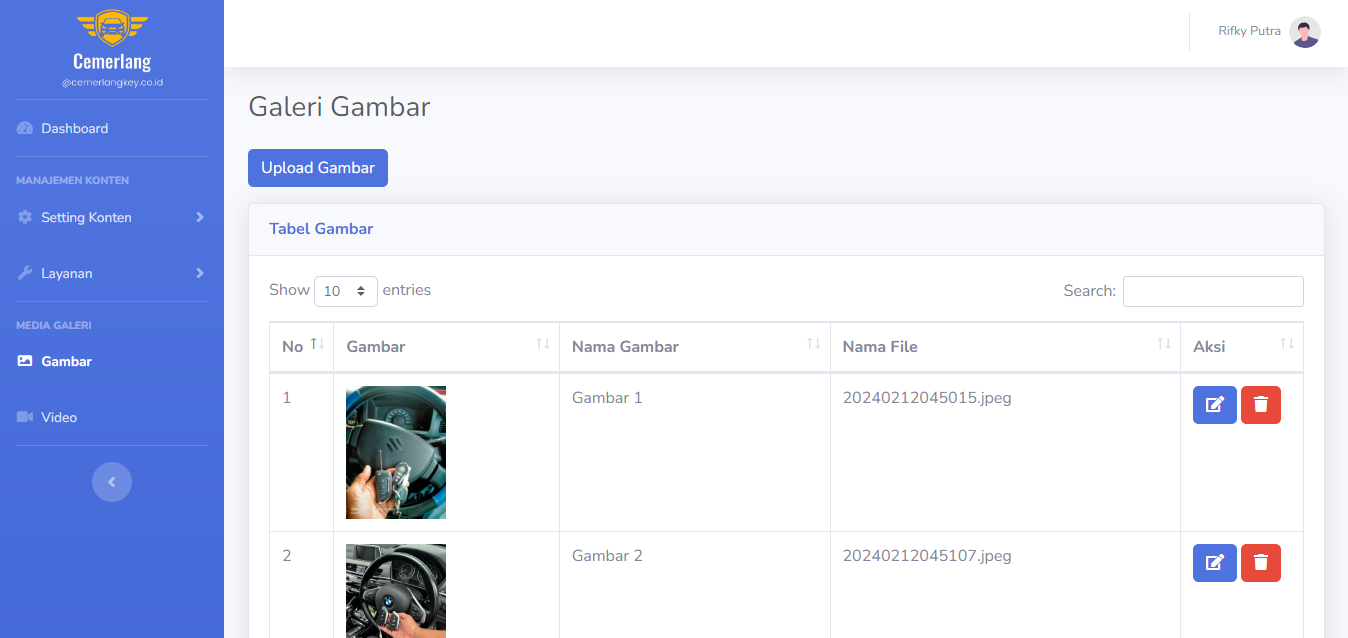 Cemerlang
@cemerlangkey.co.id
Dashboard
MANAJEMEN KONTEN
Setting Konten
Layanan
MEDIA GALERI
Gambar
Video
Rifky Putra
Galeri Gambar
Upload Gambar
Tabel Gambar
Show 10 entries
Search:
No Gambar Nama Gambar Nama File Aksi
1 Gambar 1 20240212045015.jpeg
2 Gambar 2 20240212045107.jpeg